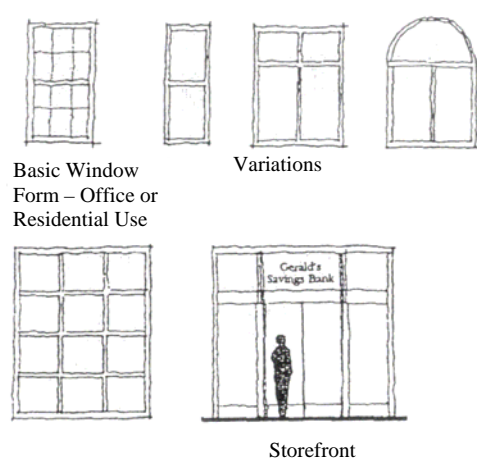 Basic Window
Form – Office or
Residential Use
Variations
Gerald's
Savings Bank
Storefront